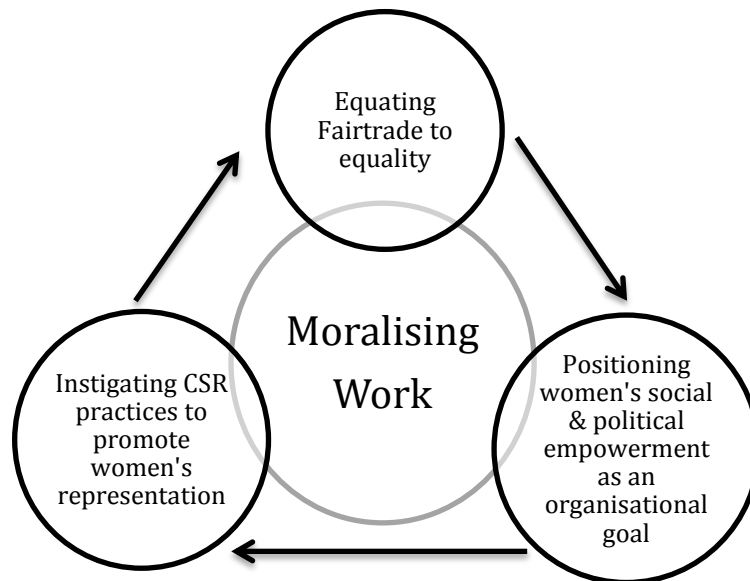 Equating
Fairtrade to
equality
Moralising
Work
Instigating CSR
practices to
promote
women's
representation
Positioning
women's social
& political
empowerment
as an
organisational
goal